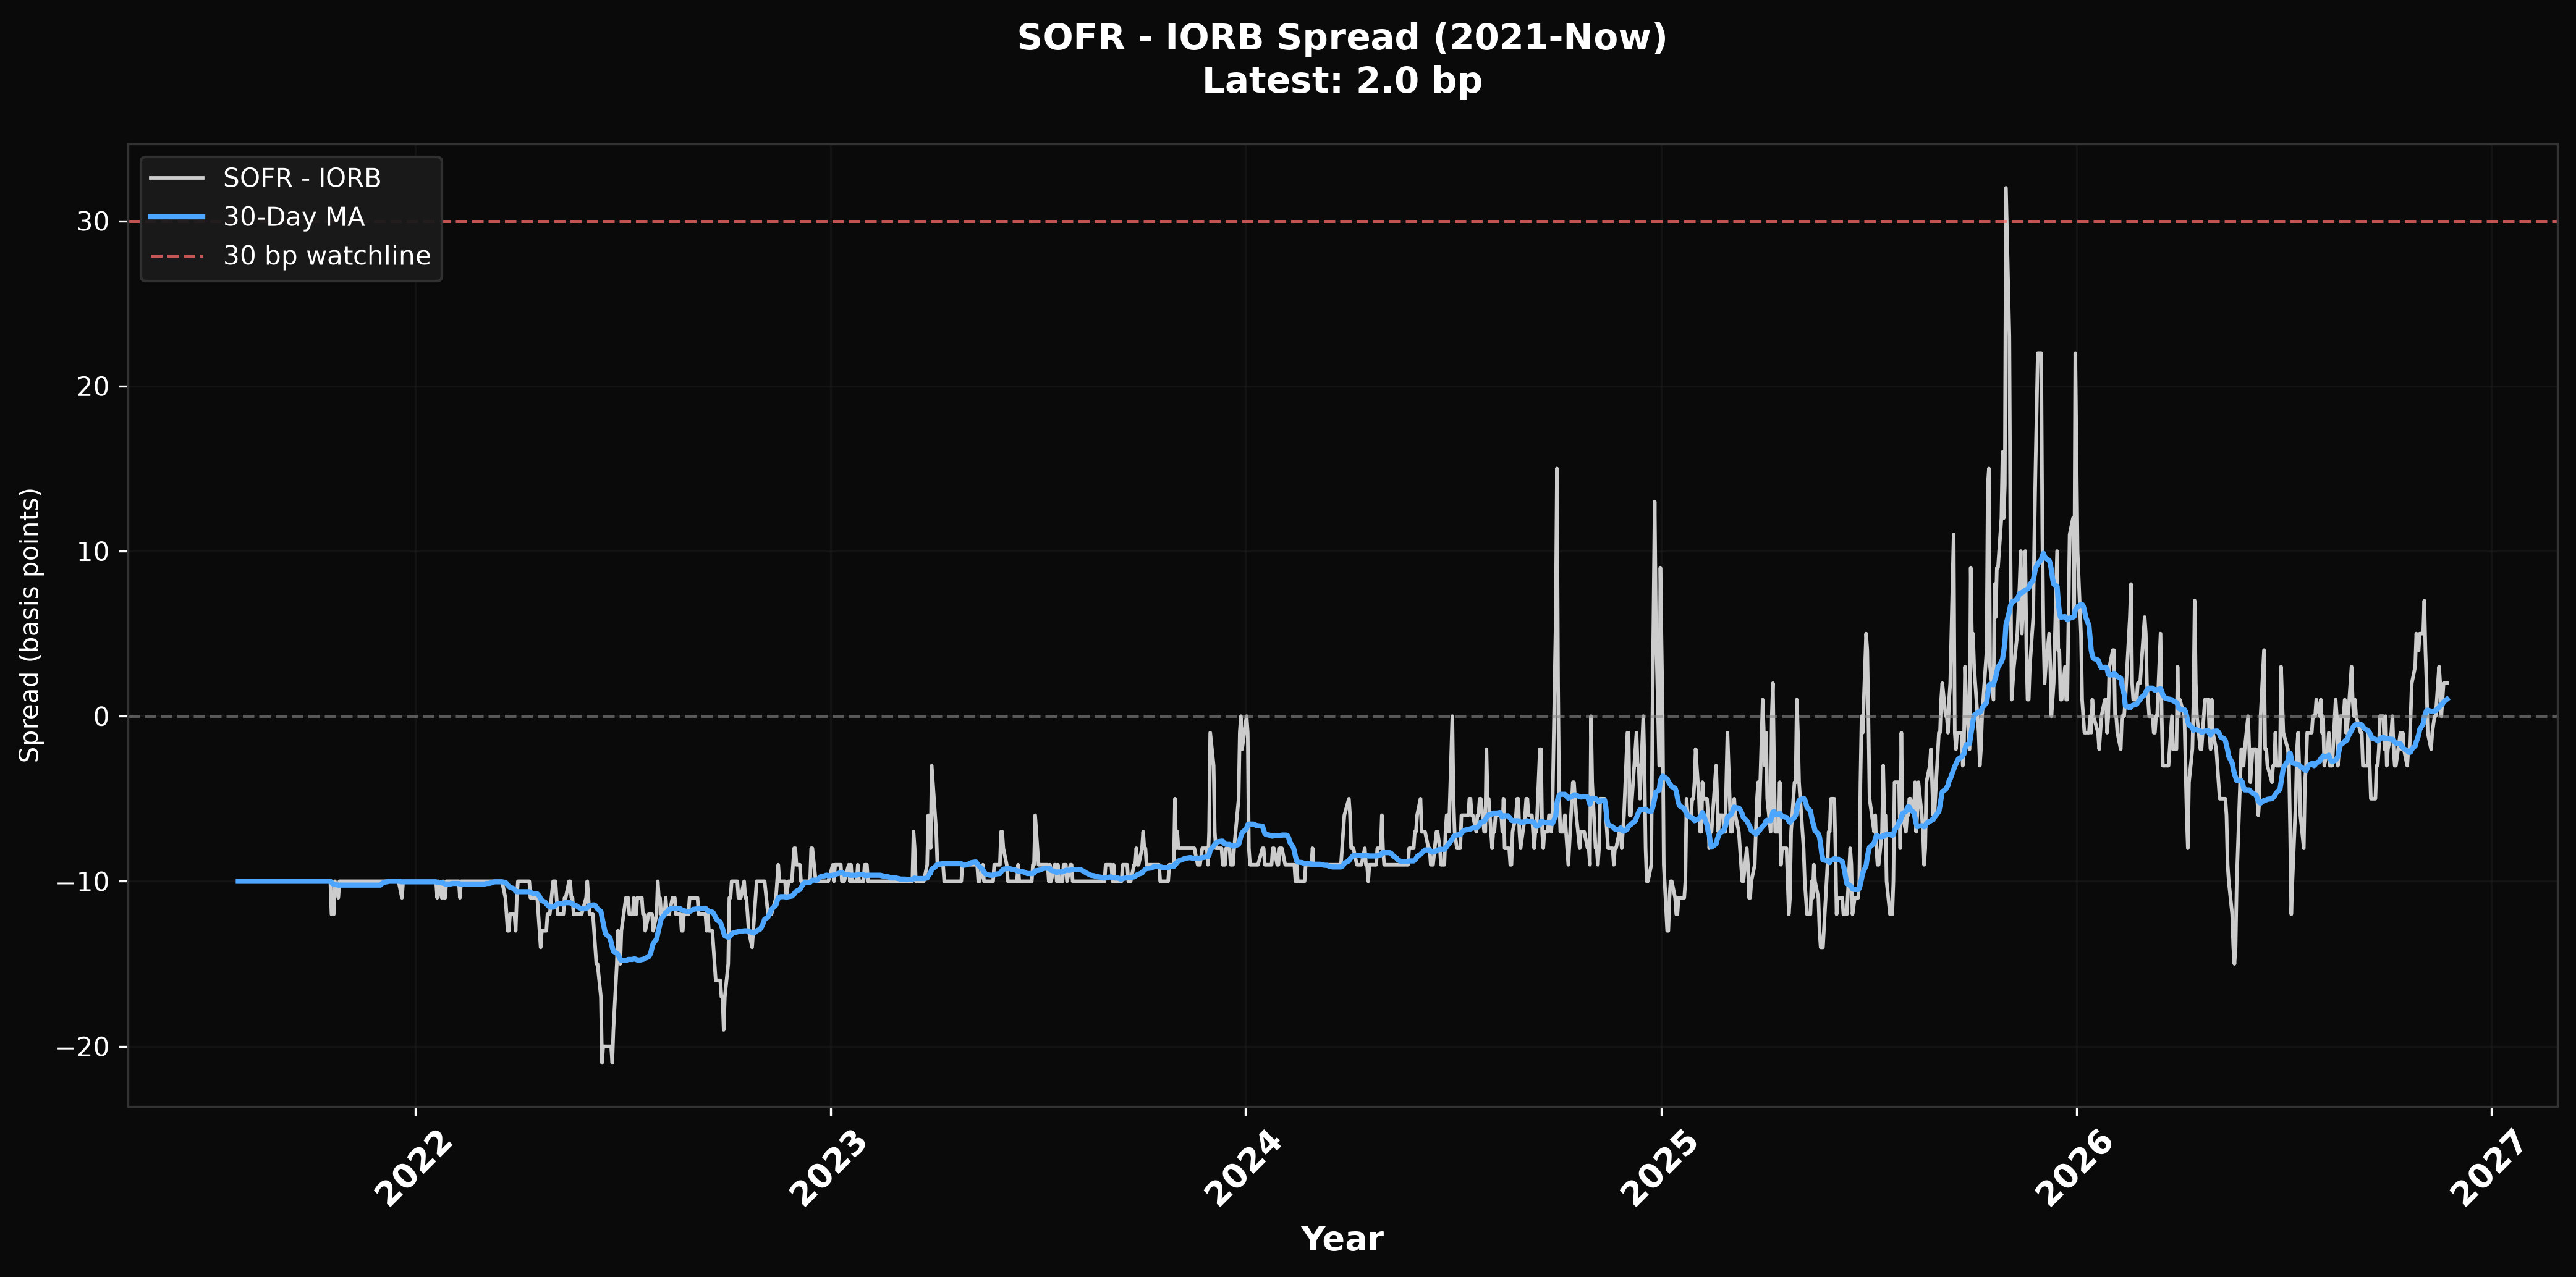 SOFR - IORB Spread (2021-Now)
Latest: 2.0 bp
SOFR - IORB
30-Day MA
30 bp watchline
Spread (basis points)
30
20
10
0
−10
−20
2022
2023
2024
2025
2026
2027
Year